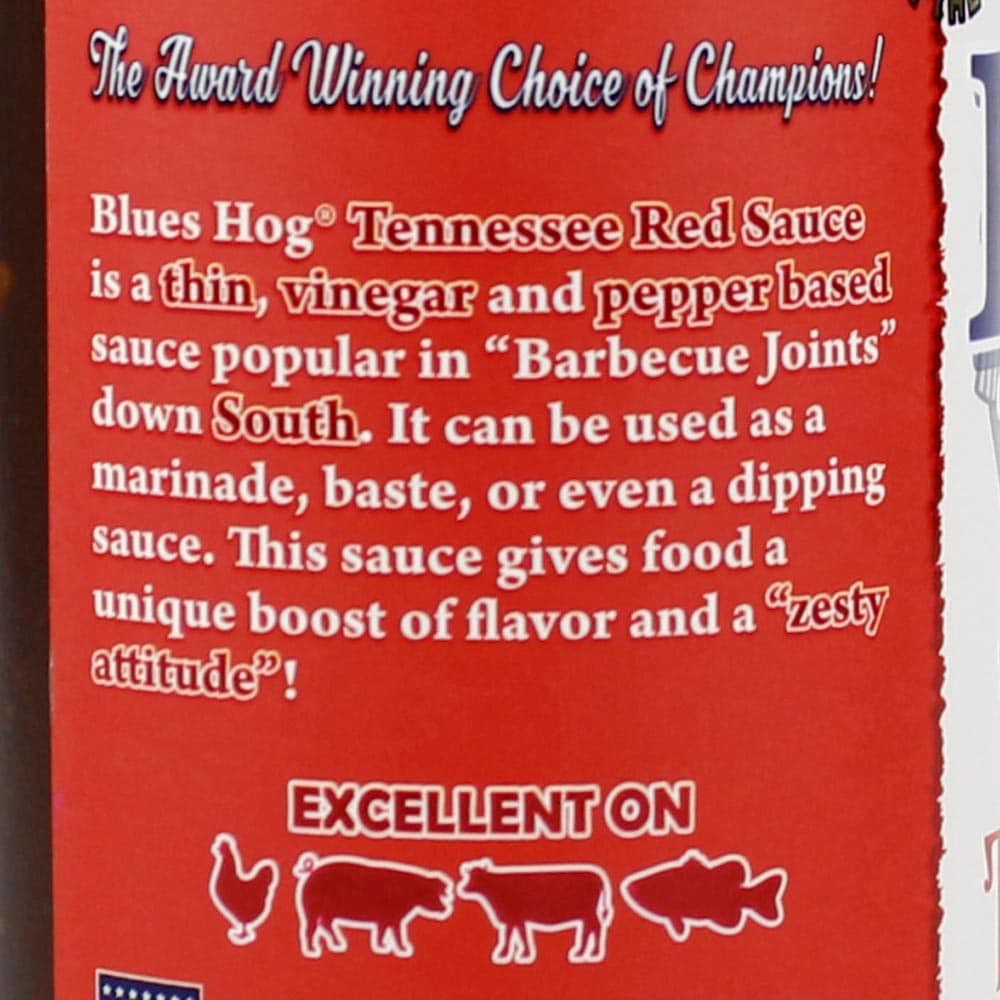 The Award Winning Choice of Champions!
Blues Hog® Tennessee Red Sauce
is a thin, vinegar and pepper based
sauce popular in “Barbecue Joints”
down South. It can be used as a
marinade, baste, or even a dipping
sauce. This sauce gives food a
unique boost of flavor and a “zesty
attitude”!
EXCELLENT ON